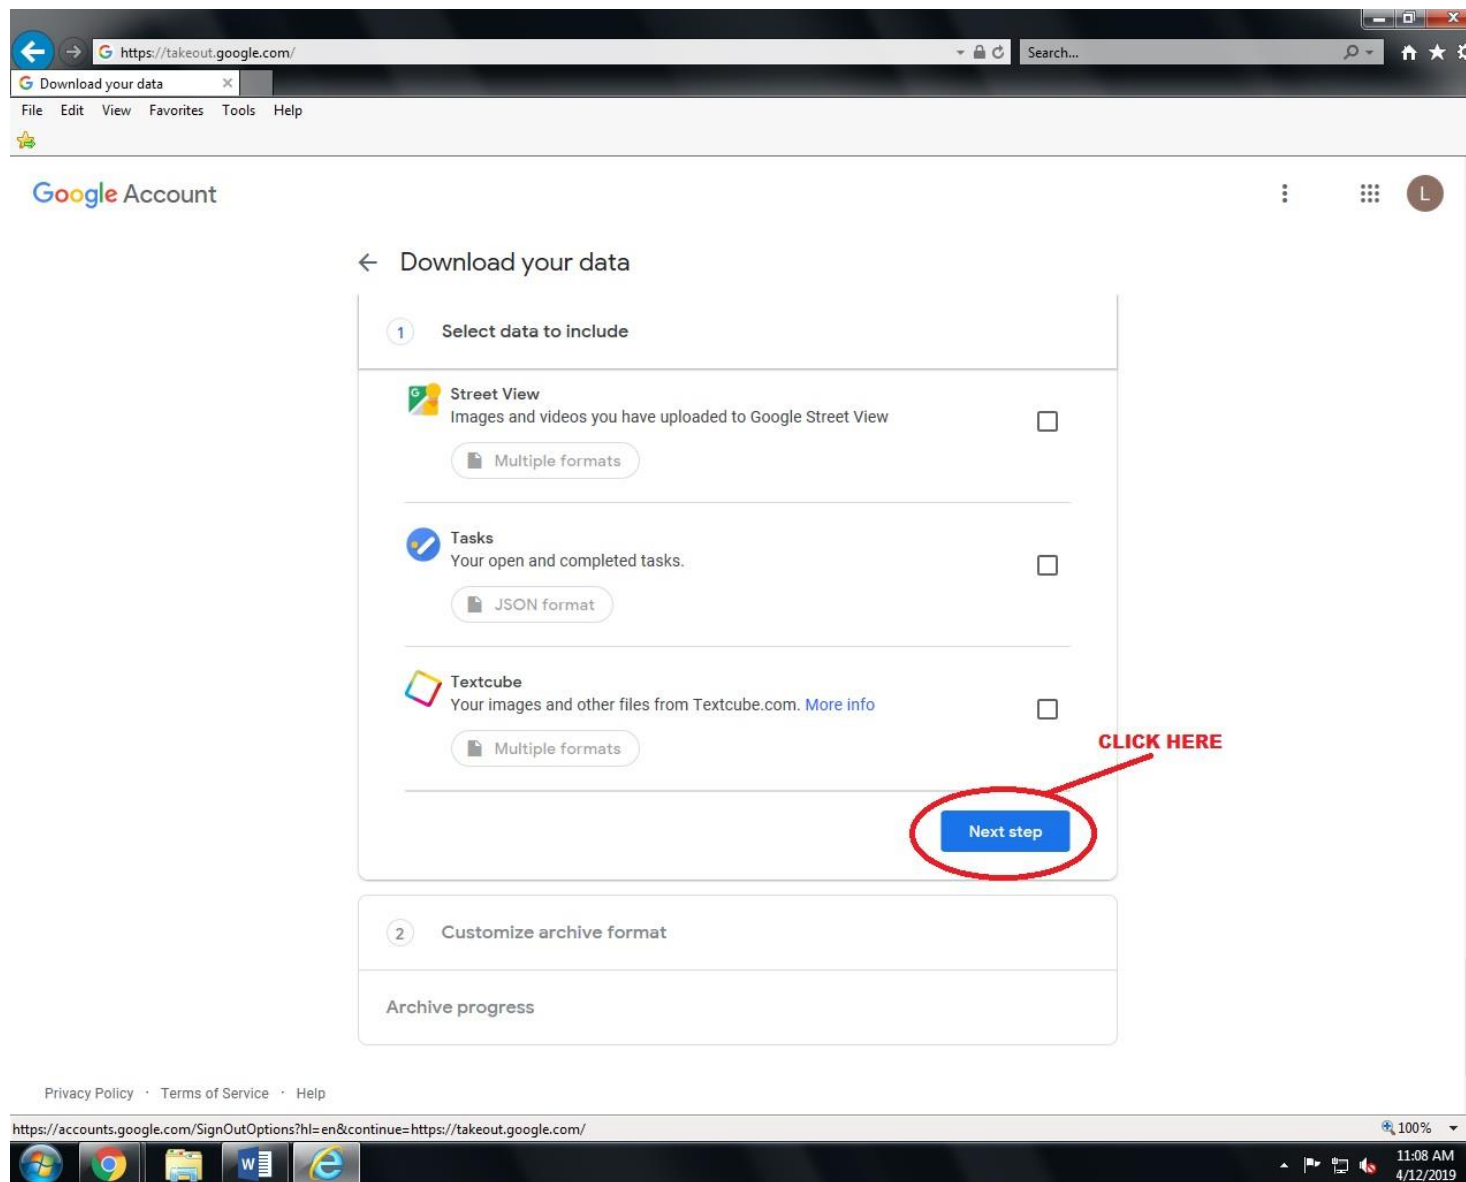 https://takeout.google.com/
Search...
Download your data
File Edit View Favorites Tools Help
Google Account
L
Download your data
1 Select data to include
Street View
Images and videos you have uploaded to Google Street View
Multiple formats
Tasks
Your open and completed tasks.
JSON format
Textcube
Your images and other files from Textcube.com. More info
Multiple formats
CLICK HERE
Next step
2 Customize archive format
Archive progress
Privacy Policy · Terms of Service · Help
https://accounts.google.com/SignOutOptions?hl=en&continue=https://takeout.google.com/
100%
11:08 AM
4/12/2019